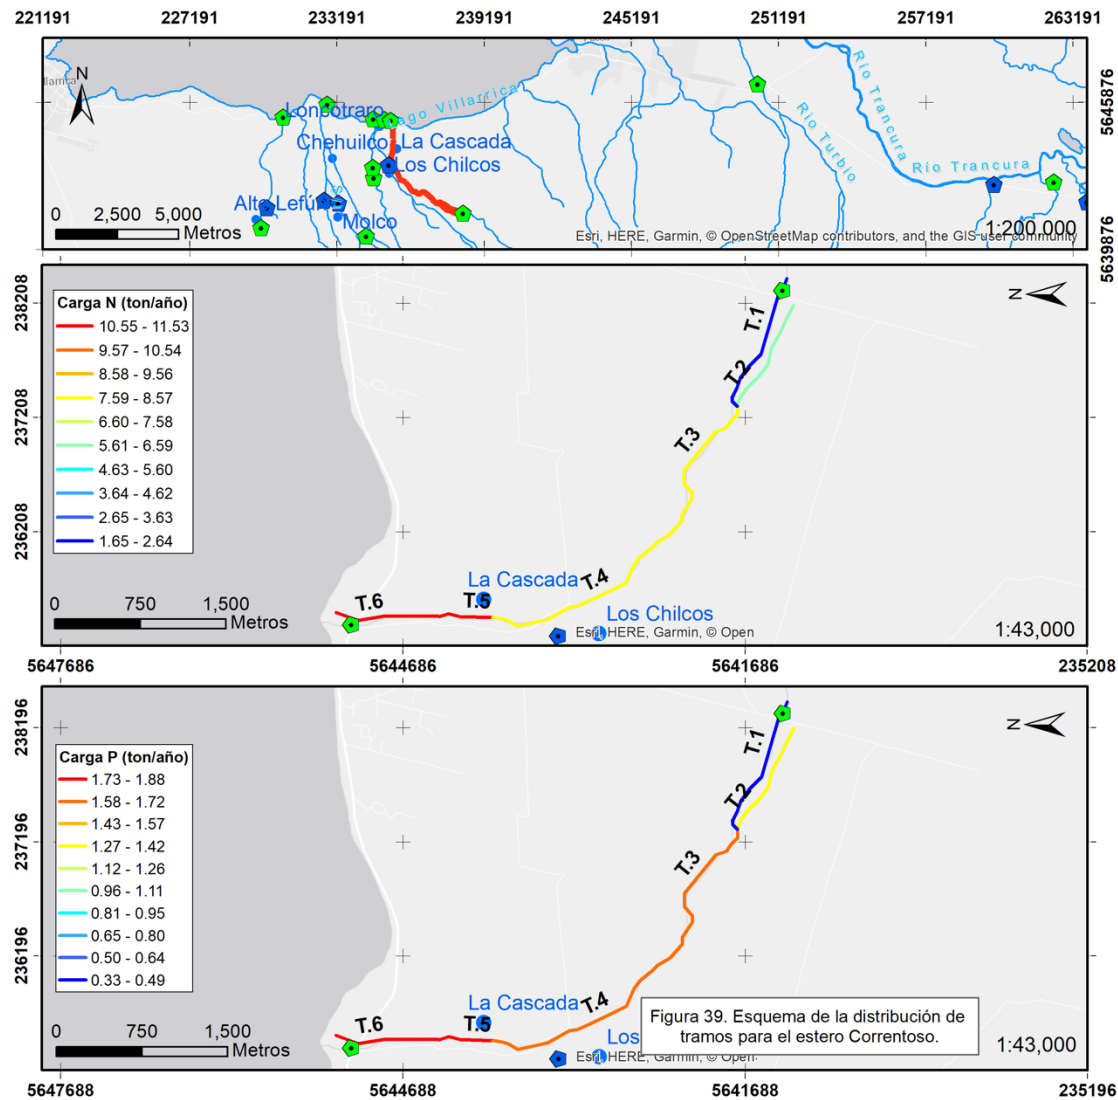 221191 227191 233191 239191 245191 251191 257191 263191
N
Loncotraro
Lago Villarrica
Chehuilco
La Cascada
Los Chilcos
Río Turbio
Río Trancura
Río Trancura
Alto Lefún
Molco
0 2,500 5,000
Metros
Esri, HERE, Garmin, © OpenStreetMap contributors, and the GIS user community
1:200,000
5645876
5639876
238208
237208
236208
Carga N (ton/año)
10.55 - 11.53
9.57 - 10.54
8.58 - 9.56
7.59 - 8.57
6.60 - 7.58
5.61 - 6.59
4.63 - 5.60
3.64 - 4.62
2.65 - 3.63
1.65 - 2.64
N
T.1
T.2
T.3
T.4
La Cascada
T.5
T.6
Los Chilcos
0 750 1,500
Metros
Esri, HERE, Garmin, © Open
1:43,000
5647686 5644686 5641686 235208
238196
237196
236196
Carga P (ton/año)
1.73 - 1.88
1.58 - 1.72
1.43 - 1.57
1.27 - 1.42
1.12 - 1.26
0.96 - 1.11
0.81 - 0.95
0.65 - 0.80
0.50 - 0.64
0.33 - 0.49
N
T.1
T.2
T.3
T.4
La Cascada
T.5
T.6
Los
Figura 39. Esquema de la distribución de
tramos para el estero Correntoso.
0 750 1,500
Metros
Esri, HERE, Garmin, © Open
1:43,000
5647688 5644688 5641688 235196